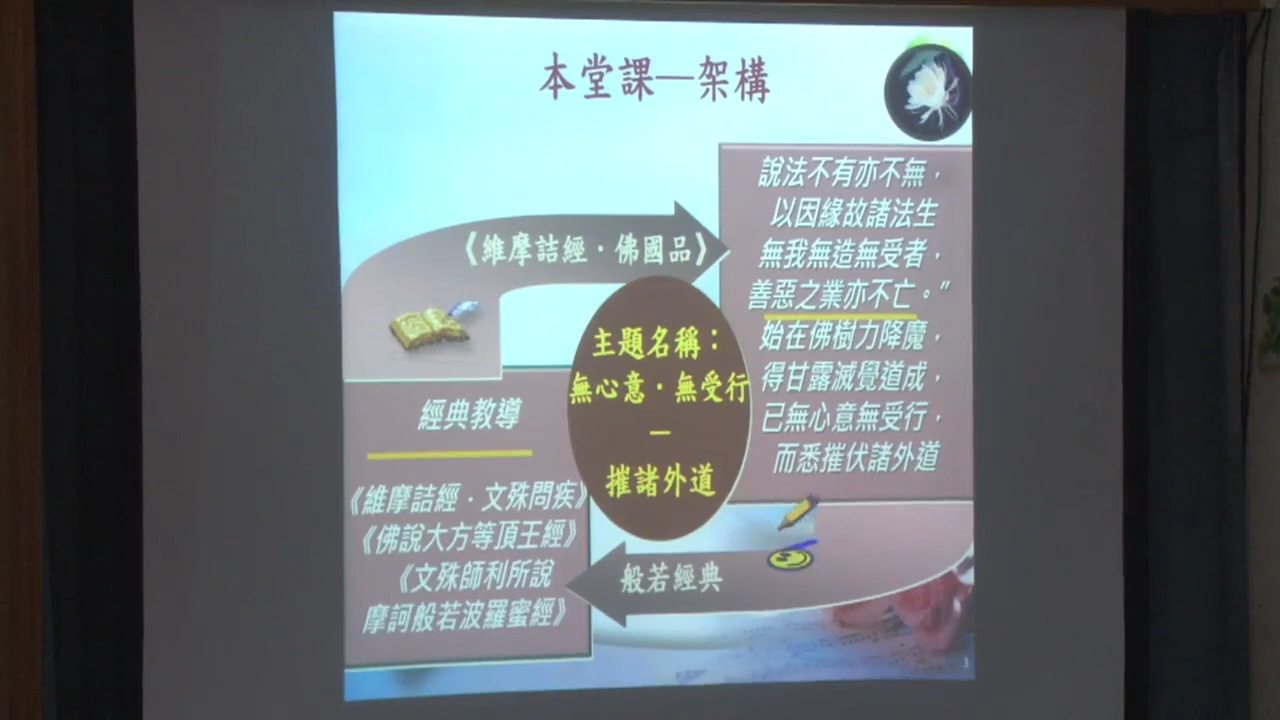 本堂課—架構
《維摩詰經．佛國品》
說法不有亦不無，
以因緣故諸法生
無我無造無受者，
善惡之業亦不亡。”
始在佛樹力降魔，
得甘露滅覺道成，
已無心意無受行，
而悉摧伏諸外道
主題名稱：
無心意．無受行
—
摧諸外道
經典教導
《維摩詰經．文殊問疾》
《佛說大方等頂王經》
《文殊師利所說
摩訶般若波羅蜜經》
般若經典
3